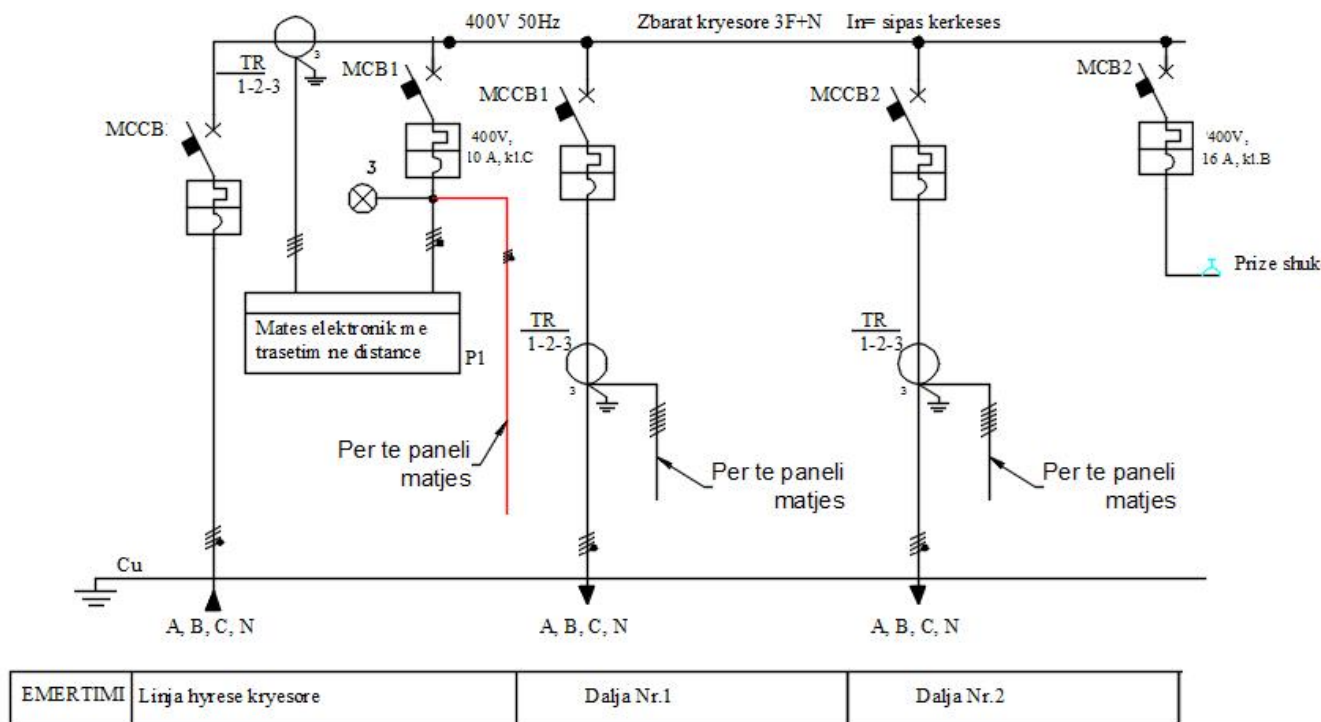 400V 50Hz Zbarat kryesore 3F+N In= sipas kerkeses
TR
1-2-3
3
MCB1
MCCB1
MCCB2
MCB2
MCCB
400V,
10 A, kl.C
400V,
16 A, kl.B
3
Prize shuk
Mates elektronik me
trasetim ne distance
P1
TR
1-2-3
3
TR
1-2-3
3
Per te paneli
matjes
Per te paneli
matjes
Per te paneli
matjes
Cu
A, B, C, N
A, B, C, N
A, B, C, N
EMERTIMI Linja hyrese kryesore Dalja Nr.1 Dalja Nr.2